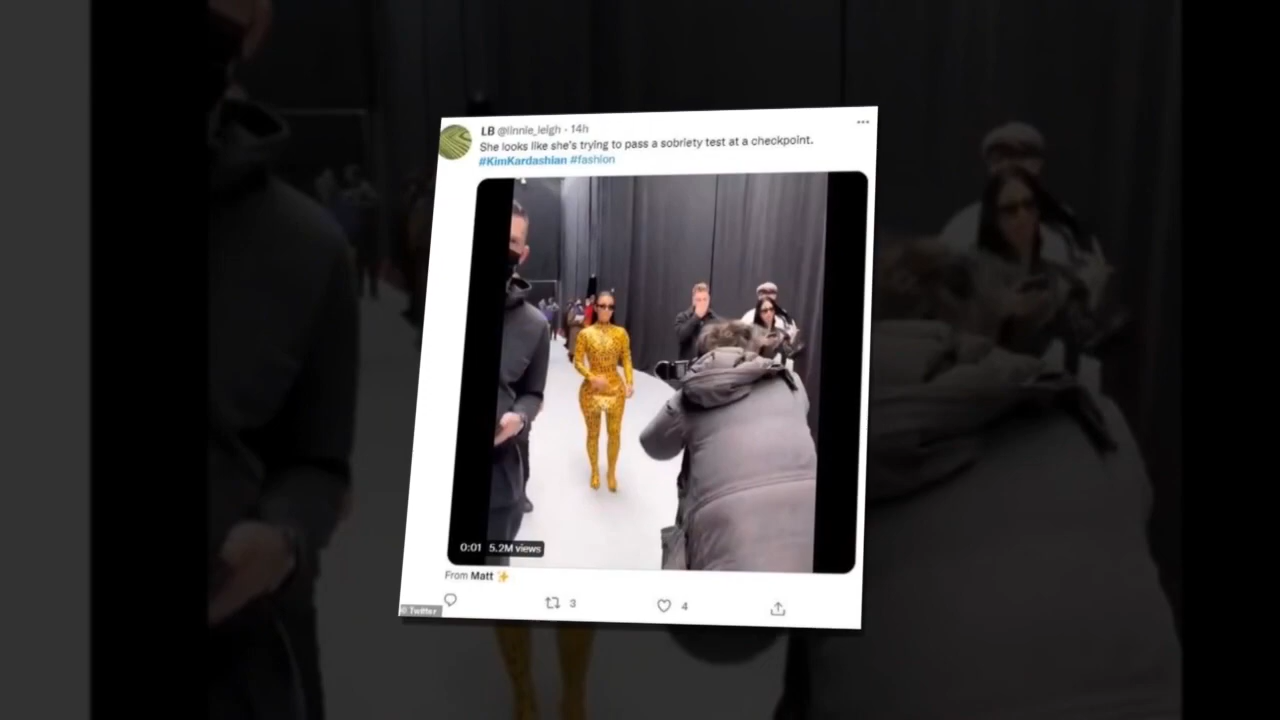 LB @linnie_leigh · 14h
She looks like she's trying to pass a sobriety test at a checkpoint.
#KimKardashian #fashion
0:01 5.2M views
From Matt ✨
3 4
© Twitter